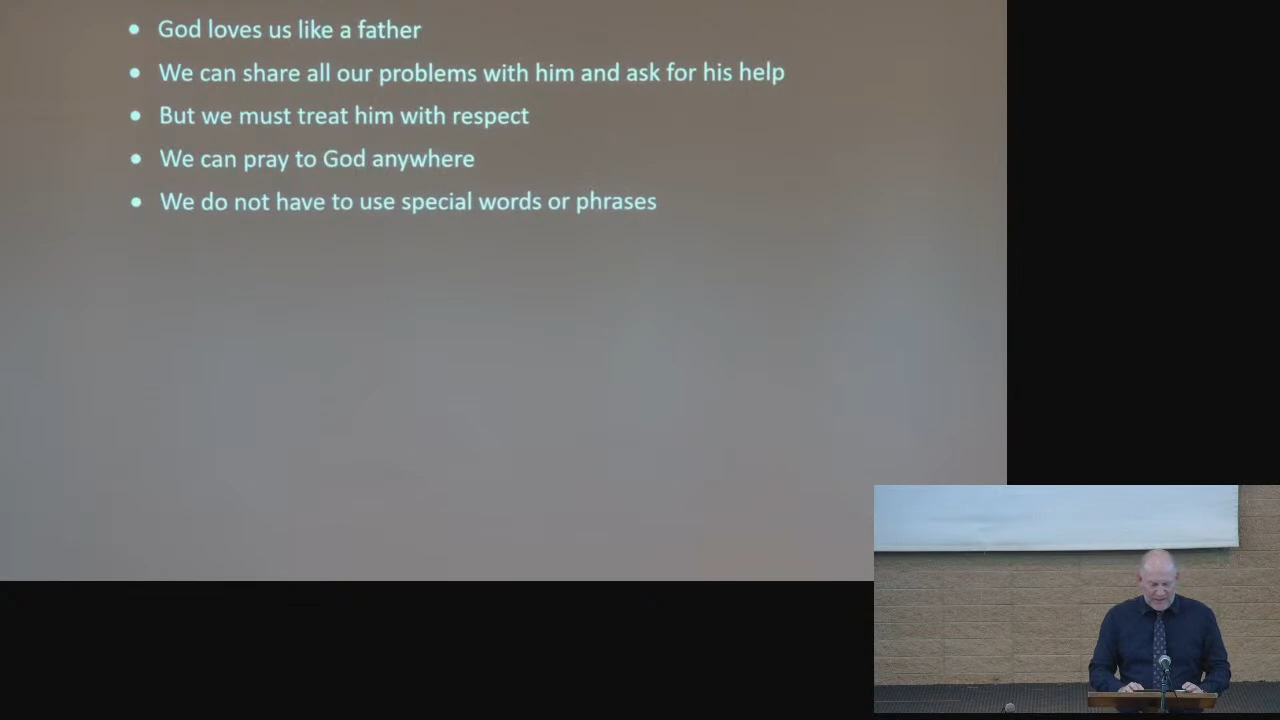 • God loves us like a father
• We can share all our problems with him and ask for his help
• But we must treat him with respect
• We can pray to God anywhere
• We do not have to use special words or phrases